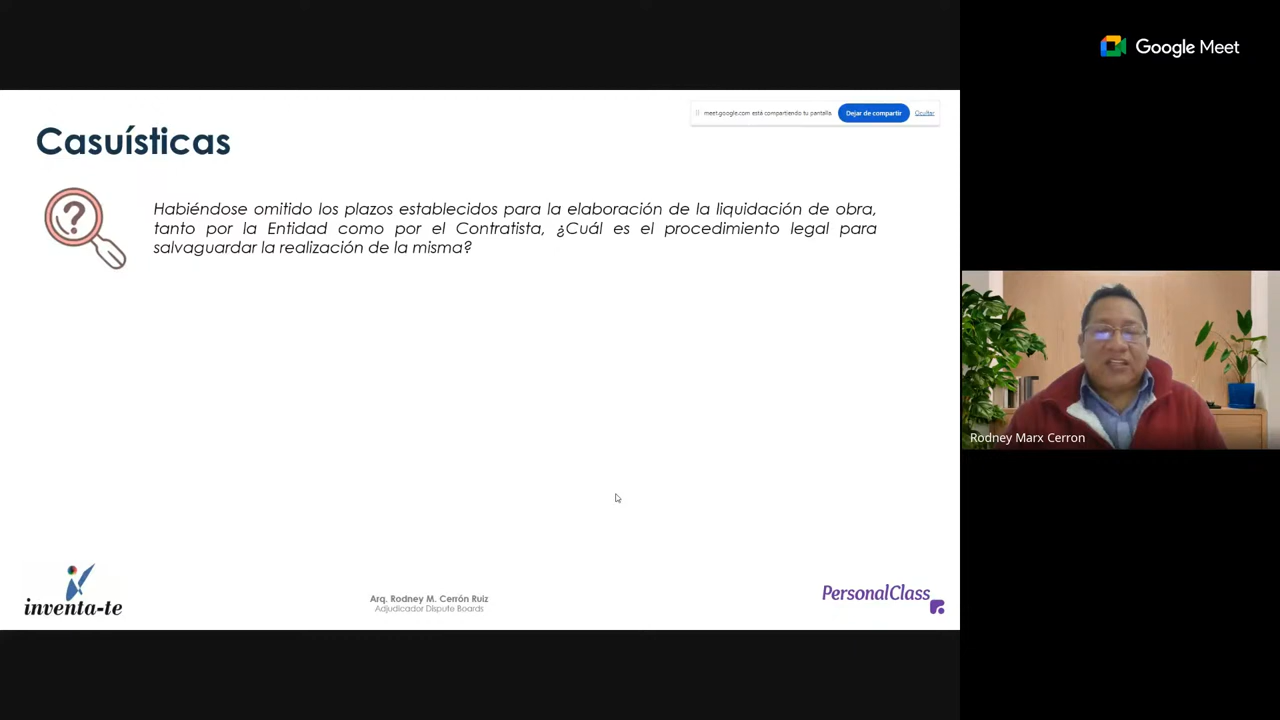 Google Meet
meet.google.com está compartiendo tu pantalla.
Dejar de compartir
Ocultar
Casuísticas
Habiéndose omitido los plazos establecidos para la elaboración de la liquidación de obra,
tanto por la Entidad como por el Contratista, ¿Cuál es el procedimiento legal para
salvaguardar la realización de la misma?
Rodney Marx Cerron
inventa-te
Arq. Rodney M. Cerrón Ruiz
Adjudicador Dispute Boards
PersonalClass